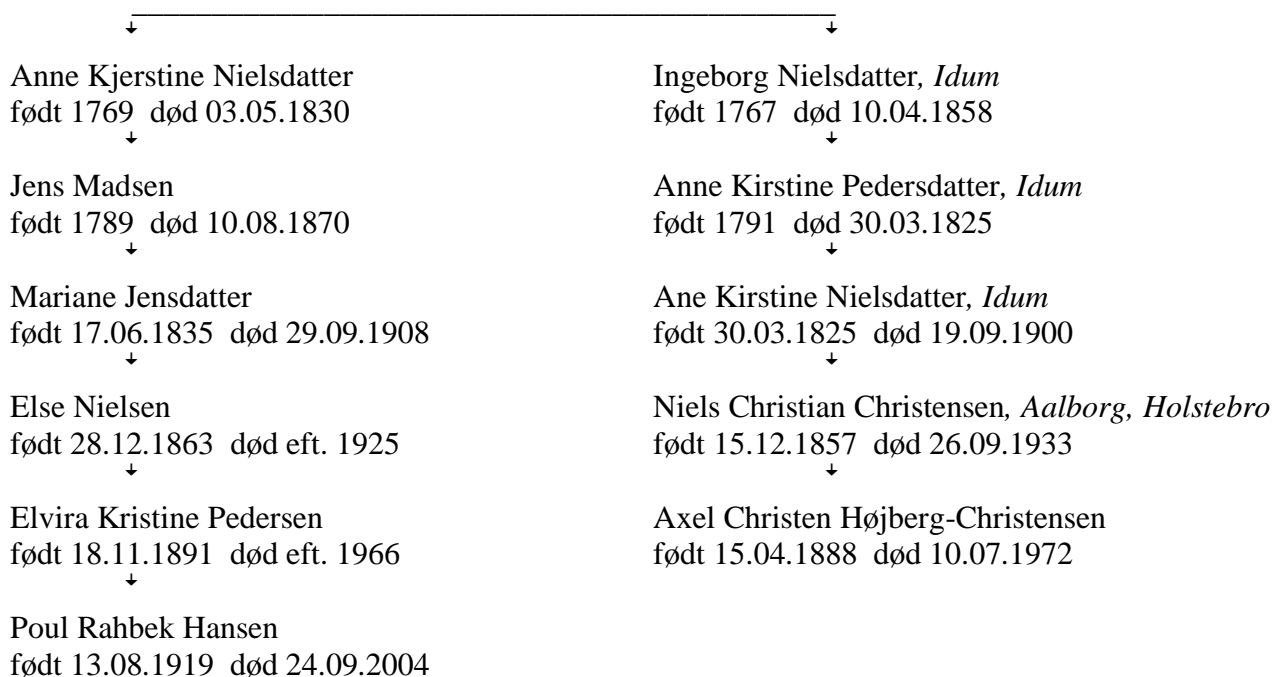 Anne Kjerstine Nielsdatter
født 1769 død 03.05.1830
Jens Madsen
født 1789 død 10.08.1870
Mariane Jensdatter
født 17.06.1835 død 29.09.1908
Else Nielsen
født 28.12.1863 død eft. 1925
Elvira Kristine Pedersen
født 18.11.1891 død eft. 1966
Poul Rahbek Hansen
født 13.08.1919 død 24.09.2004
Ingeborg Nielsdatter, Idum
født 1767 død 10.04.1858
Anne Kirstine Pedersdatter, Idum
født 1791 død 30.03.1825
Ane Kirstine Nielsdatter, Idum
født 30.03.1825 død 19.09.1900
Niels Christian Christensen, Aalborg, Holstebro
født 15.12.1857 død 26.09.1933
Axel Christen Højberg-Christensen
født 15.04.1888 død 10.07.1972